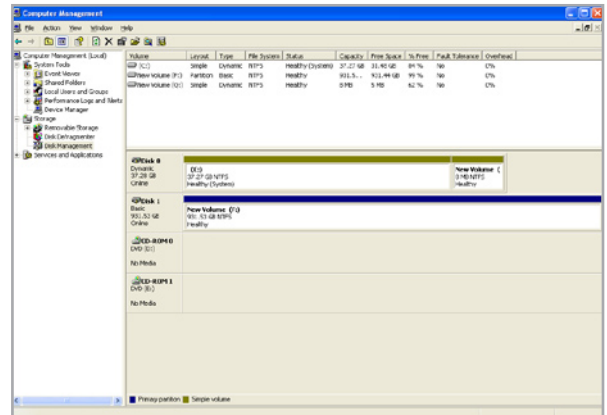 Computer Management
File Action View Window Help
Computer Management (Local)
System Tools
Event Viewer
Shared Folders
Local Users and Groups
Performance Logs and Alerts
Device Manager
Storage
Removable Storage
Disk Defragmenter
Disk Management
Services and Applications
Volume Layout Type File System Status Capacity Free Space % Free Fault Tolerance Overhead
(C:) Simple Dynamic NTFS Healthy (System) 37.27 GB 31.40 GB 84 % No 0%
New Volume (F:) Partition Basic NTFS Healthy 931.5... 931.44 GB 99 % No 0%
New Volume Simple Dynamic NTFS Healthy 8 MB 5 MB 62 % No 0%
Disk 0
Dynamic
37.28 GB
Online
(C:)
37.27 GB NTFS
Healthy (System)
New Volume (
8 MB NTFS
Healthy
Disk 1
Basic
931.53 GB
Online
New Volume
931.53 GB NTFS
Healthy
CD-ROM 0
DVD (D:)
No Media
CD-ROM 1
DVD (E:)
No Media
Primary partition Simple volume